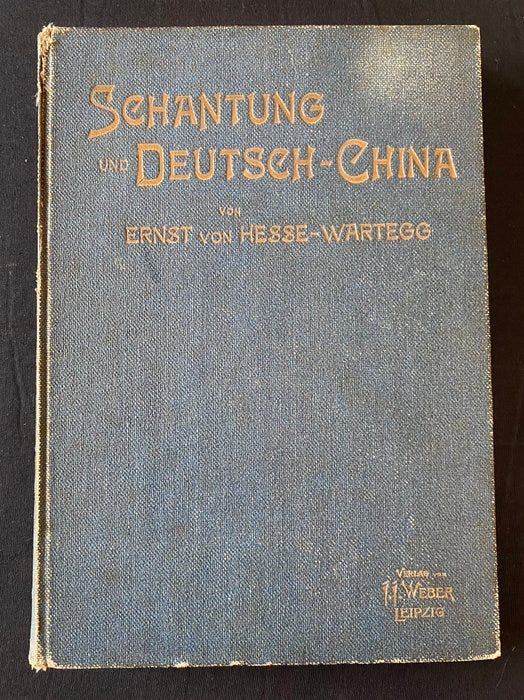 SCHANTUNG
UND DEUTSCH-CHINA
VON
ERNST VON HESSE-WARTEGG
VERLAG VON
J.J. WEBER
LEIPZIG